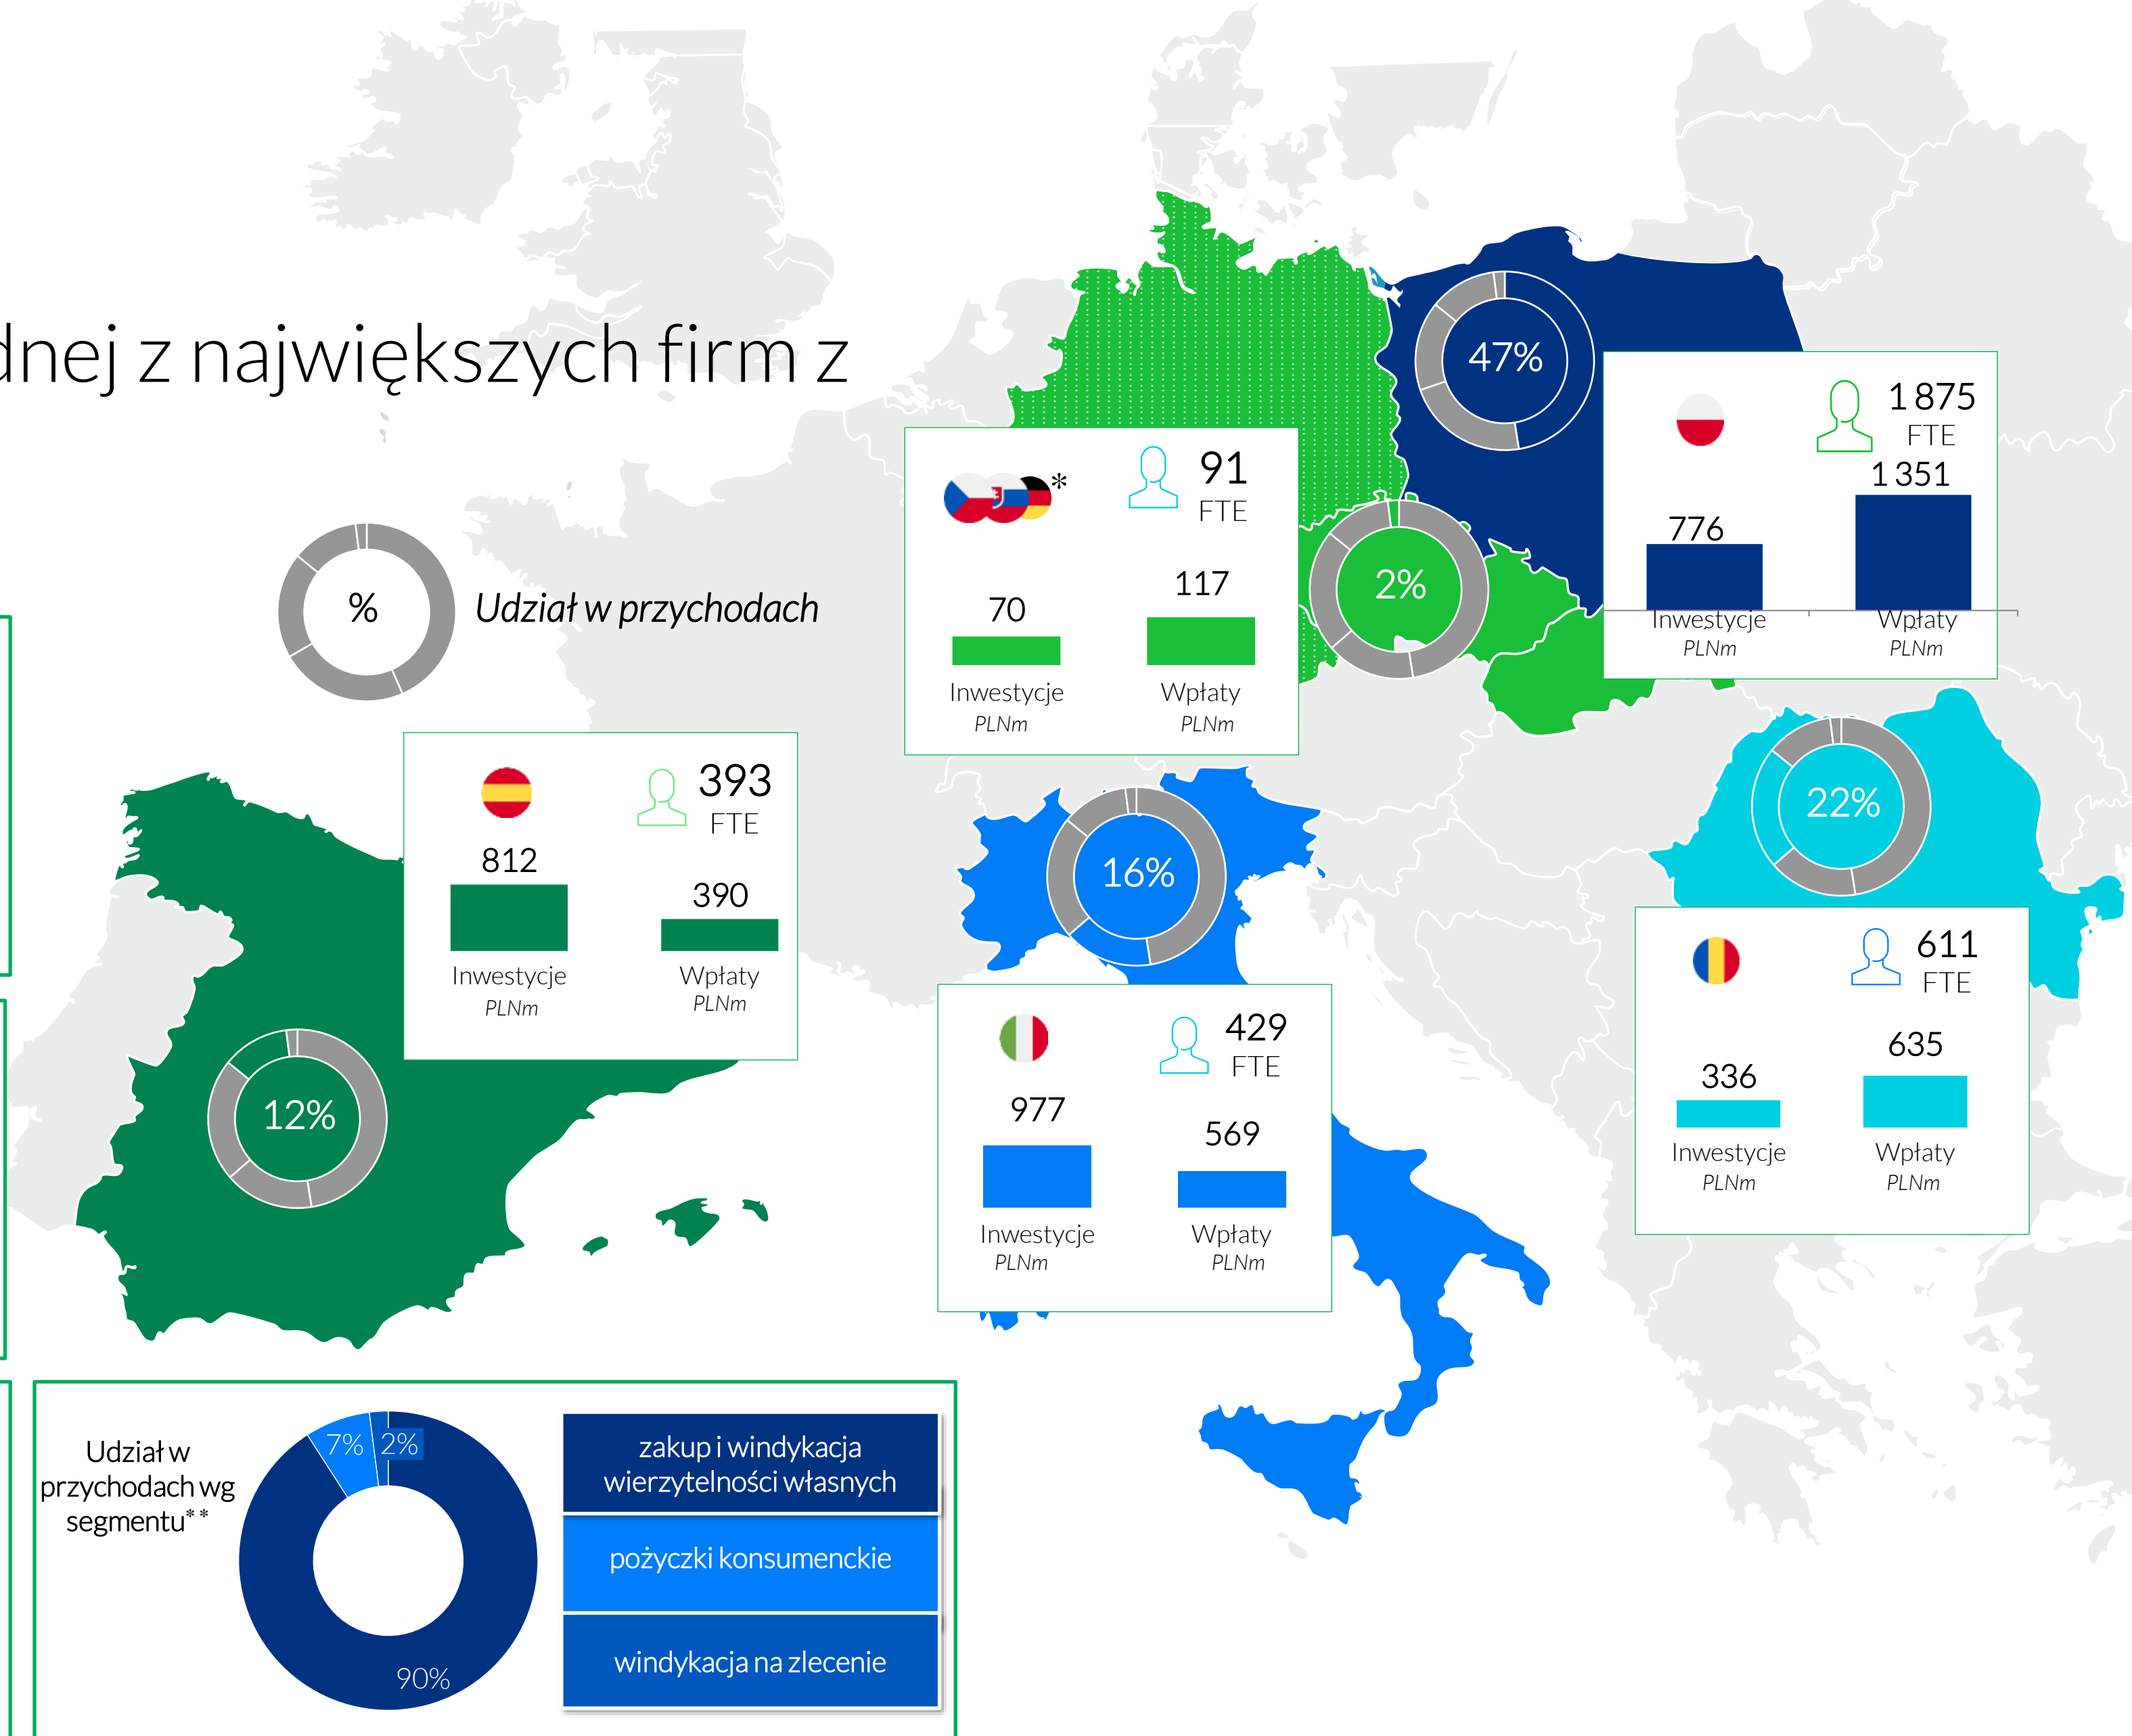 dnej z największych firm z
47%
1 875
FTE
1 351
776
Inwestycje
PLNm
Wpłaty
PLNm
*
91
FTE
70
117
Inwestycje
PLNm
Wpłaty
PLNm
2%
%
Udział w przychodach
393
FTE
812
390
Inwestycje
PLNm
Wpłaty
PLNm
12%
16%
429
FTE
977
569
Inwestycje
PLNm
Wpłaty
PLNm
22%
611
FTE
336
635
Inwestycje
PLNm
Wpłaty
PLNm
Udział w
przychodach wg
segmentu**
7%
2%
90%
zakup i windykacja
wierzytelności własnych
pożyczki konsumenckie
windykacja na zlecenie